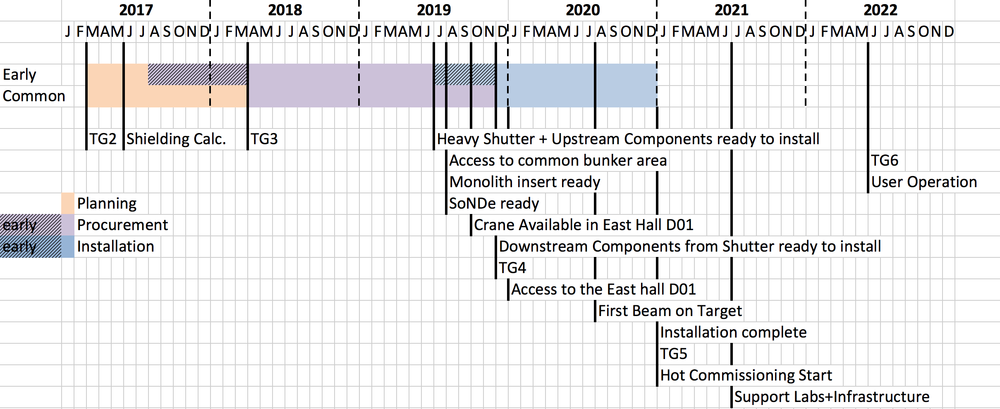 2017 2018 2019 2020 2021 2022
J F M A M J J A S O N D J F M A M J J A S O N D J F M A M J J A S O N D J F M A M J J A S O N D J F M A M J J A S O N D J F M A M J J A S O N D
Early
Common
TG2 Shielding Calc. TG3 Heavy Shutter + Upstream Components ready to install
Access to common bunker area TG6
Monolith insert ready User Operation
Planning SoNDe ready
early Procurement Crane Available in East Hall D01
early Installation Downstream Components from Shutter ready to install
TG4
Access to the East hall D01
First Beam on Target
Installation complete
TG5
Hot Commissioning Start
Support Labs+Infrastructure